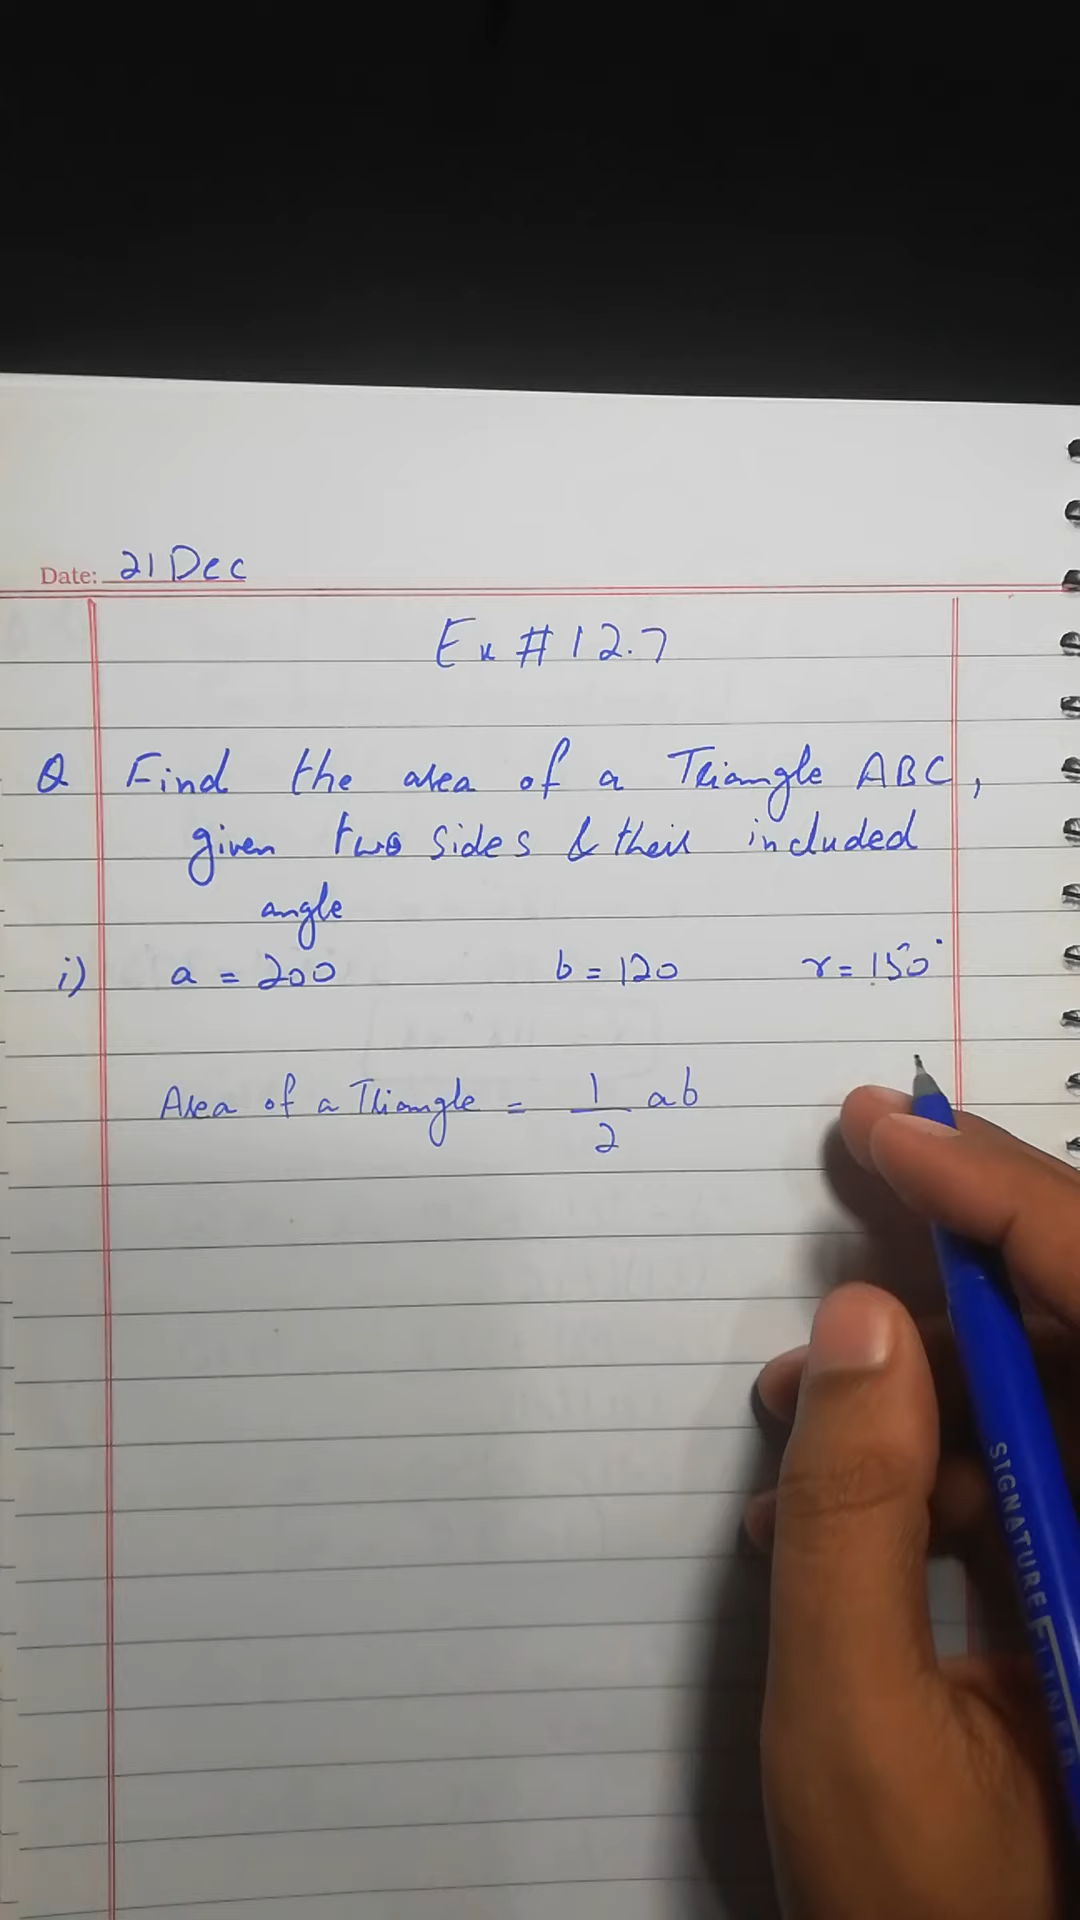 Date: 21 Dec
Ex # 12.7
Q Find the area of a Triangle ABC,
given two sides & their included
angle
i) a = 200 b = 120 γ = 150°
Area of a Triangle = 1/2 ab
SIGNATURE FLINER